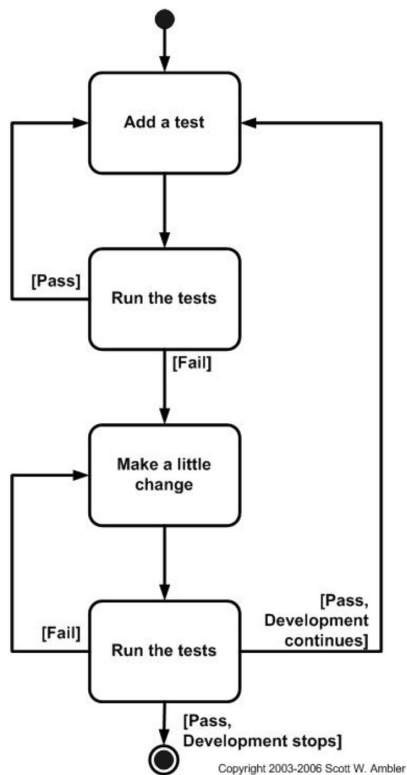 Add a test
[Pass]
Run the tests
[Fail]
Make a little
change
[Fail]
Run the tests
[Pass,
Development
continues]
[Pass,
Development stops]
Copyright 2003-2006 Scott W. Ambler